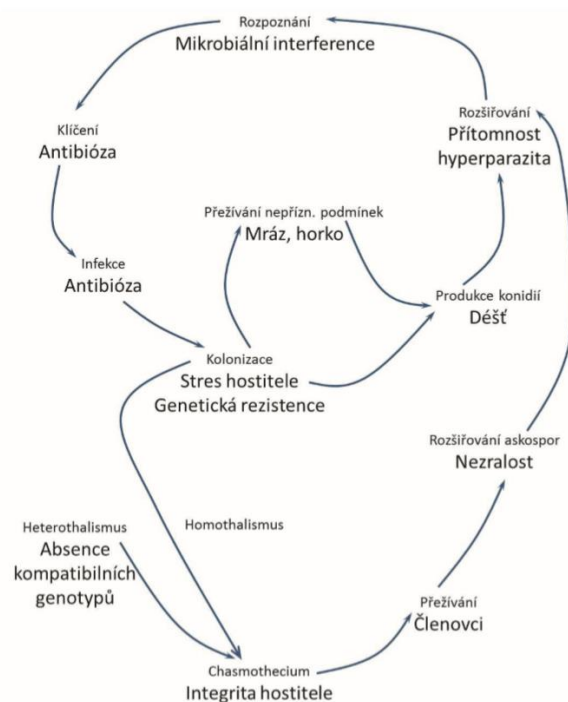 Rozpoznání
Mikrobiální interference
Rozšiřování
Přítomnost
hyperparazita
Klíčení
Antibióza
Přežívání nepřízn. podmínek
Mráz, horko
Infekce
Antibióza
Produkce konidií
Déšť
Kolonizace
Stres hostitele
Genetická rezistence
Rozšiřování askospor
Nezralost
Heterothalismus
Absence
kompatibilních
genotypů
Homothalismus
Přežívání
Členovci
Chasmothecium
Integrita hostitele